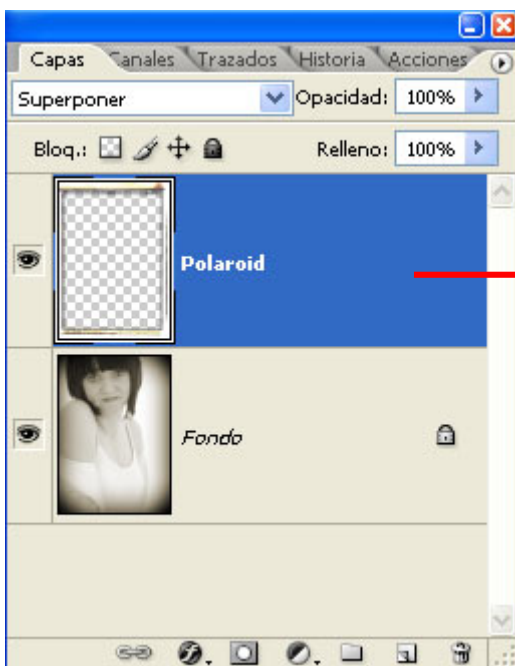 Capas Canales Trazados Historia Acciones
Superponer Opacidad: 100%
Bloq.: Relleno: 100%
Polaroid
Fondo